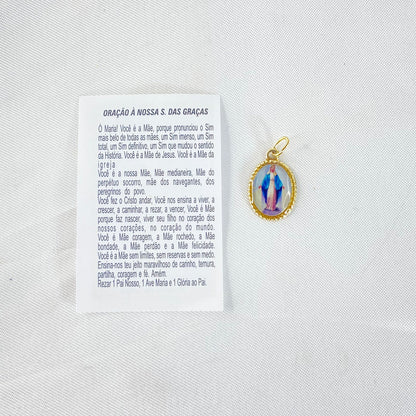 ORAÇÃO À NOSSA S. DAS GRAÇAS
Ó Maria! Você é a Mãe, porque pronunciou o Sim
mais belo de todas as mães, um Sim imenso, um Sim
total, um Sim definitivo, um Sim que mudou o sentido
da História. Você é a Mãe de Jesus. Você é a Mãe da
igreja
Você é a nossa Mãe, Mãe medianeira, Mãe do
perpétuo socorro, mãe dos navegantes, dos
peregrinos do povo.
Você fez o Cristo andar, Você nos ensina a viver, a
crescer, a caminhar, a rezar, a vencer, Você é Mãe
porque faz nascer, viver seu filho no coração dos
nossos corações, no coração do mundo.
Você é Mãe coragem, a Mãe rochedo, a Mãe
bondade, a Mãe perdão e a Mãe felicidade.
Você é a Mãe sem limites, sem reservas e sem medo.
Ensina-nos teu jeito maravilhoso de carinho, ternura,
partilha, coragem e fé. Amém.
Rezar 1 Pai Nosso, 1 Ave Maria e 1 Glória ao Pai.